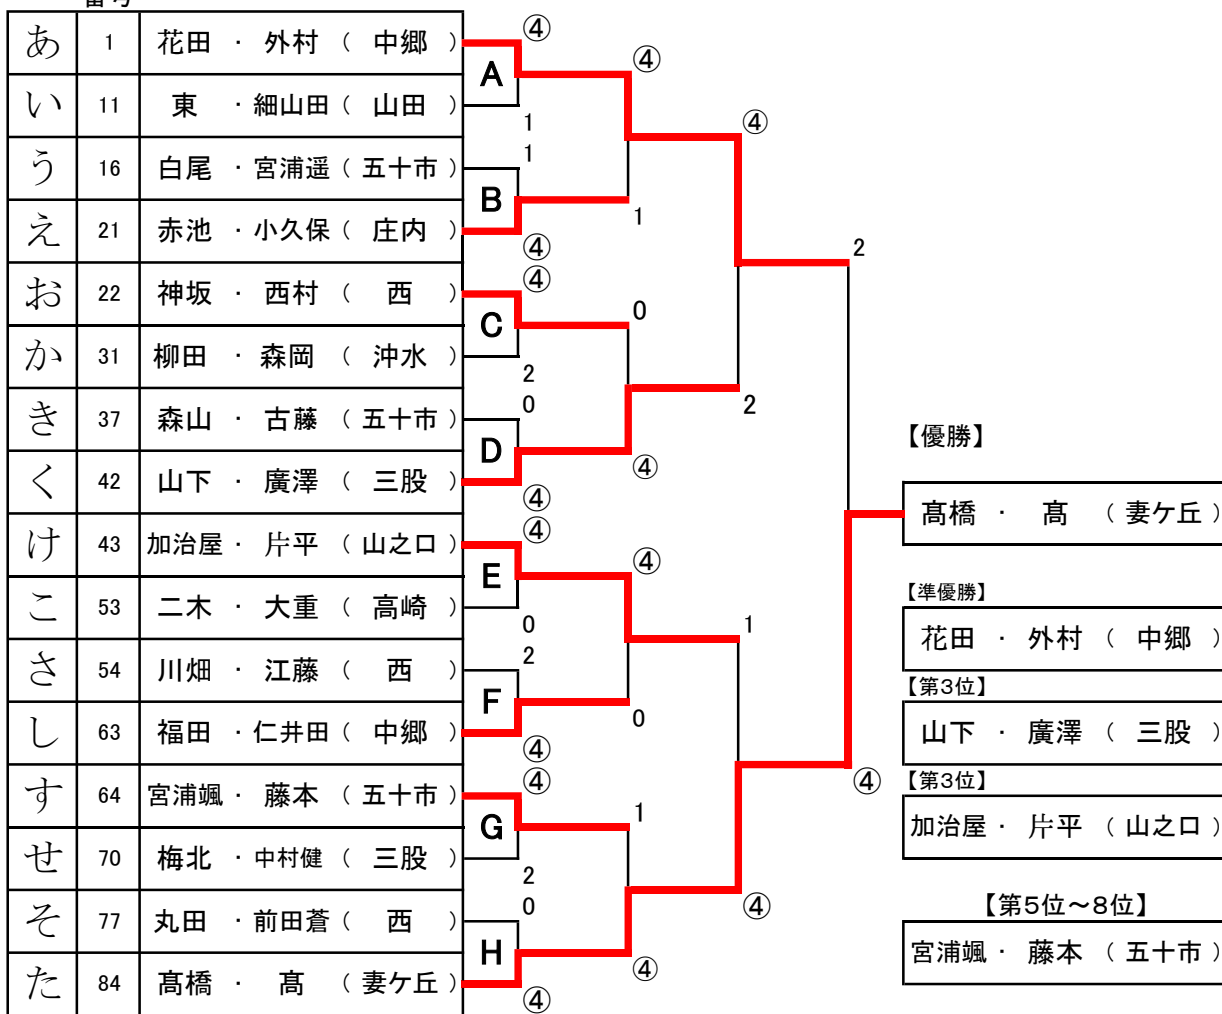 あ 1 花田 ・ 外村 ( 中郷 )
い 11 東 ・ 細山田 ( 山田 )
う 16 白尾 ・ 宮浦遥 ( 五十市 )
え 21 赤池 ・ 小久保 ( 庄内 )
お 22 神坂 ・ 西村 ( 西 )
か 31 柳田 ・ 森岡 ( 沖水 )
き 37 森山 ・ 古藤 ( 五十市 )
く 42 山下 ・ 廣澤 ( 三股 )
け 43 加治屋 ・ 片平 ( 山之口 )
こ 53 二木 ・ 大重 ( 高崎 )
さ 54 川畑 ・ 江藤 ( 西 )
し 63 福田 ・ 仁井田 ( 中郷 )
す 64 宮浦颯 ・ 藤本 ( 五十市 )
せ 70 梅北 ・ 中村健 ( 三股 )
そ 77 丸田 ・ 前田蒼 ( 西 )
た 84 髙橋 ・ 髙 ( 妻ケ丘 )
A
B
C
D
E
F
G
H
④
1
1
④
④
2
0
④
④
0
2
④
④
2
0
④
④
1
0
④
④
0
1
④
④
2
1
④
2
④
【優勝】
髙橋 ・ 髙 ( 妻ケ丘 )
【準優勝】
花田 ・ 外村 ( 中郷 )
【第3位】
山下 ・ 廣澤 ( 三股 )
【第3位】
加治屋 ・ 片平 ( 山之口 )
【第5位～8位】
宮浦颯 ・ 藤本 ( 五十市 )